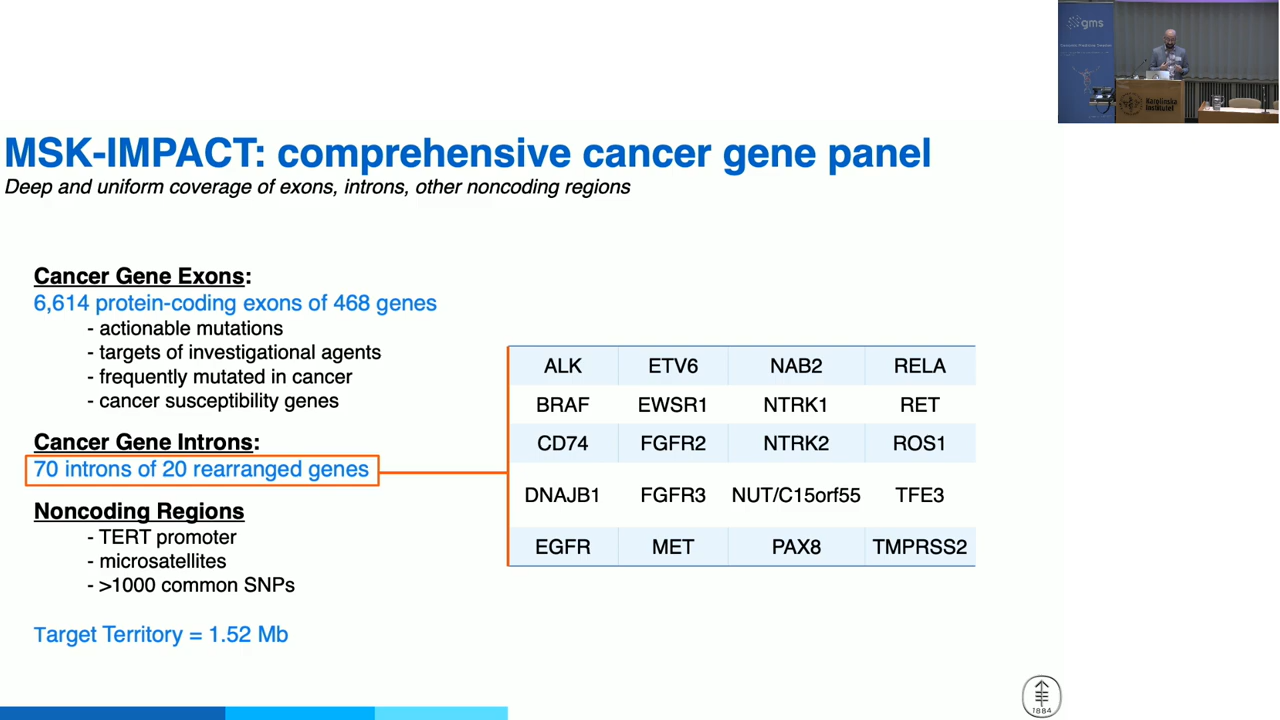 gms
Karolinska
Institutet
MSK-IMPACT: comprehensive cancer gene panel
Deep and uniform coverage of exons, introns, other noncoding regions
Cancer Gene Exons:
6,614 protein-coding exons of 468 genes
- actionable mutations
- targets of investigational agents
- frequently mutated in cancer
- cancer susceptibility genes
Cancer Gene Introns:
70 introns of 20 rearranged genes
Noncoding Regions
- TERT promoter
- microsatellites
- >1000 common SNPs
Target Territory = 1.52 Mb
ALK ETV6 NAB2 RELA
BRAF EWSR1 NTRK1 RET
CD74 FGFR2 NTRK2 ROS1
DNAJB1 FGFR3 NUT/C15orf55 TFE3
EGFR MET PAX8 TMPRSS2
1884